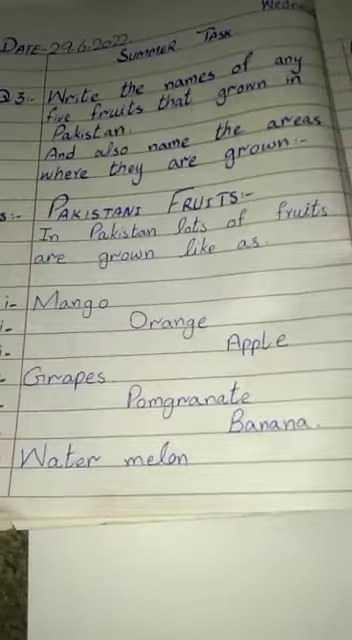 Wedn
DATE:-29.6.2022
SUMMER TASK
Q3:- Write the names of any
five fruits that grown in
Pakistan.
And also name the areas
where they are grown:-
s:- PAKISTANI FRUITS:-
In Pakistan lots of fruits
are grown like as.
i- Mango
i- Orange
i- Apple
- Grapes.
- Pomgranate
Banana.
Water melon